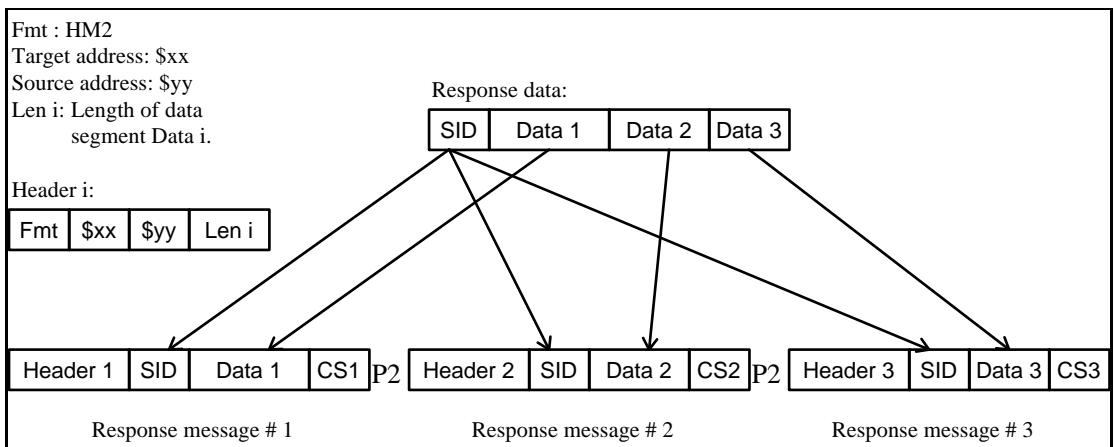 Fmt : HM2
Target address: $xx
Source address: $yy
Len i: Length of data
segment Data i.
Response data:
SID Data 1 Data 2 Data 3
Header i:
Fmt $xx $yy Len i
Header 1 SID Data 1 CS1 P2 Header 2 SID Data 2 CS2 P2 Header 3 SID Data 3 CS3
Response message # 1 Response message # 2 Response message # 3